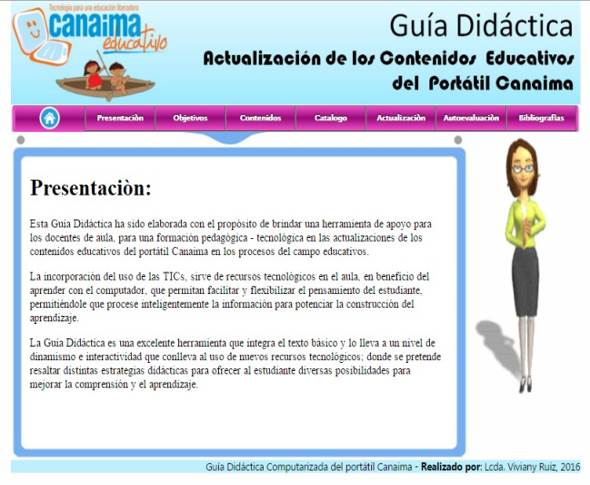 Tecnología para una educación liberadora
canaima
educativo
Guía Didáctica
Actualización de los Contenidos Educativos
del Portátil Canaima
Presentaciòn
Objetivos
Contenidos
Catalogo
Actualizaciòn
Autoevaluaciòn
Bibliografias
Presentaciòn:
Esta Guía Didáctica ha sido elaborada con el propósito de brindar una herramienta de apoyo para
los docentes de aula, para una formación pedagógica - tecnológica en las actualizaciones de los
contenidos educativos del portátil Canaima en los procesos del campo educativos.
La incorporación del uso de las TICs, sirve de recursos tecnológicos en el aula, en beneficio del
aprender con el computador, que permitan facilitar y flexibilizar el pensamiento del estudiante,
permitiéndole que procese inteligentemente la información para potenciar la construcción del
aprendizaje.
La Guía Didáctica es una excelente herramienta que integra el texto básico y lo lleva a un nivel de
dinamismo e interactividad que conlleva al uso de nuevos recursos tecnológicos; donde se pretende
resaltar distintas estrategias didácticas para ofrecer al estudiante diversas posibilidades para
mejorar la comprensión y el aprendizaje.
Guía Didáctica Computarizada del portátil Canaima - Realizado por: Lcda. Viviany Ruiz, 2016